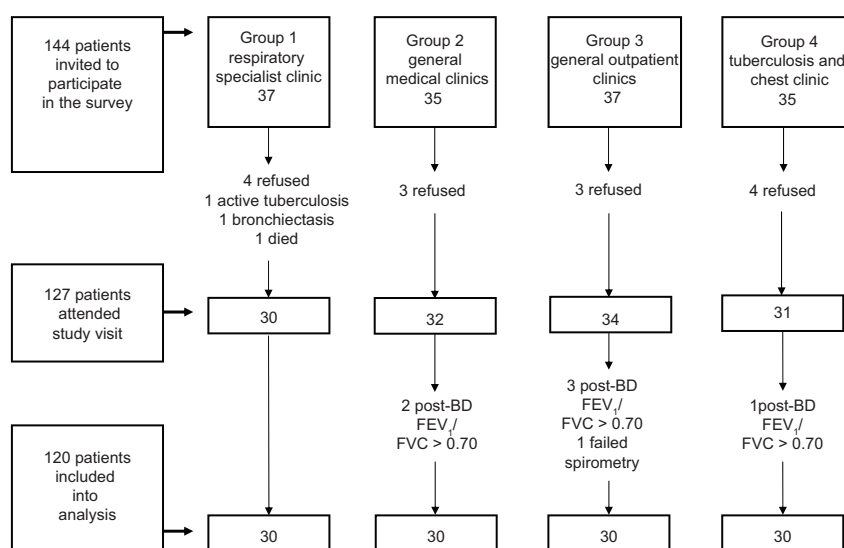 144 patients
invited to
participate
in the survey
Group 1
respiratory
specialist clinic
37
Group 2
general
medical clinics
35
Group 3
general outpatient
clinics
37
Group 4
tuberculosis and
chest clinic
35
4 refused
1 active tuberculosis
1 bronchiectasis
1 died
3 refused
3 refused
4 refused
127 patients
attended
study visit
30
32
34
31
2 post-BD
FEV₁/
FVC > 0.70
3 post-BD
FEV₁/
FVC > 0.70
1 failed
spirometry
1post-BD
FEV₁/
FVC > 0.70
120 patients
included
into
analysis
30
30
30
30